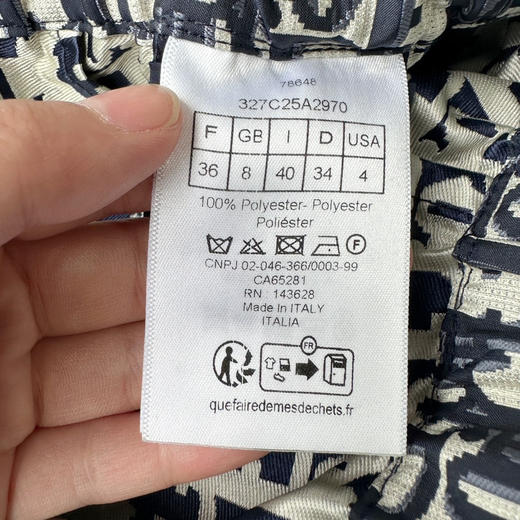 78648
327C25A2970
F GB I D USA
36 8 40 34 4
100% Polyester- Polyester
Poliéster
F
CNPJ 02-046-366/0003-99
CA65281
RN : 143628
Made In ITALY
ITALIA
FR
quefairedemesdechets.fr